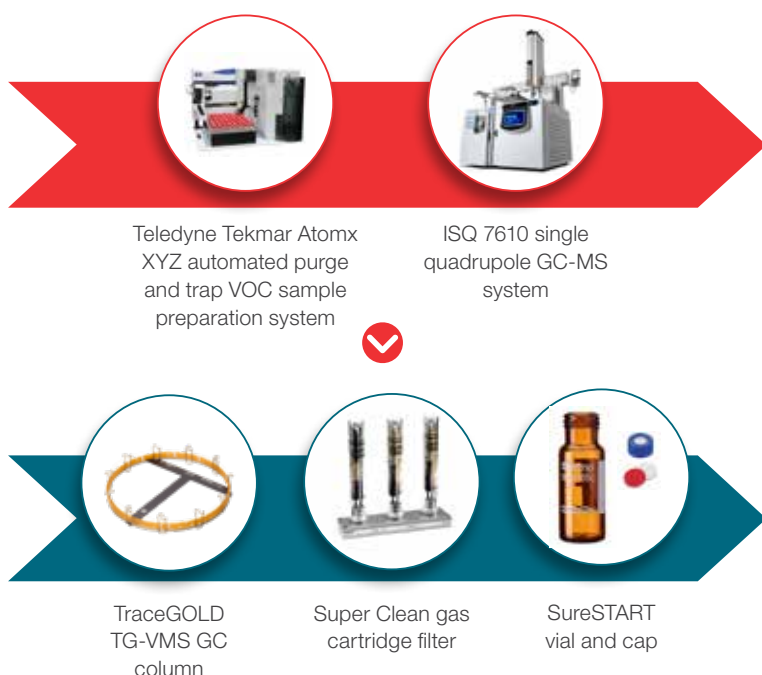 Teledyne Tekmar Atomx
XYZ automated purge
and trap VOC sample
preparation system
ISQ 7610 single
quadrupole GC-MS
system
TraceGOLD
TG-VMS GC
column
Super Clean gas
cartridge filter
SureSTART
vial and cap